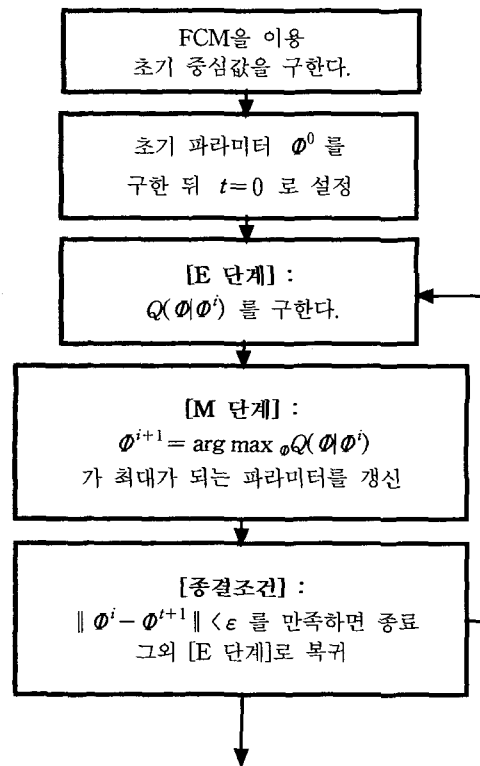 FCM을 이용
초기 중심값을 구한다.
초기 파라미터 Φ⁰ 를
구한 뒤 t=0 로 설정
[E 단계] :
Q(Φ|Φⁱ) 를 구한다.
[M 단계] :
Φⁱ⁺¹ = arg max_Φ Q(Φ|Φⁱ)
가 최대가 되는 파라미터를 갱신
[종결조건] :
‖ Φⁱ − Φᵗ⁺¹ ‖ < ε 를 만족하면 종료
그외 [E 단계]로 복귀